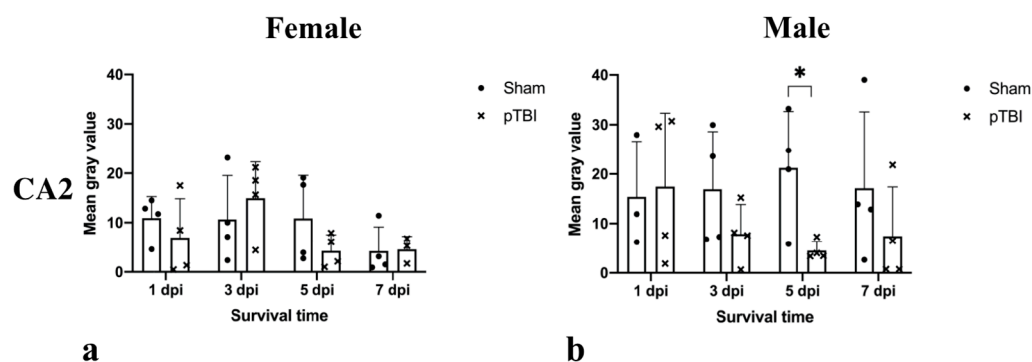 Female
Male
CA2
Mean gray value
40
30
20
10
0
1 dpi
3 dpi
5 dpi
7 dpi
Survival time
Sham
pTBI
a
Mean gray value
40
30
20
10
0
*
1 dpi
3 dpi
5 dpi
7 dpi
Survival time
Sham
pTBI
b